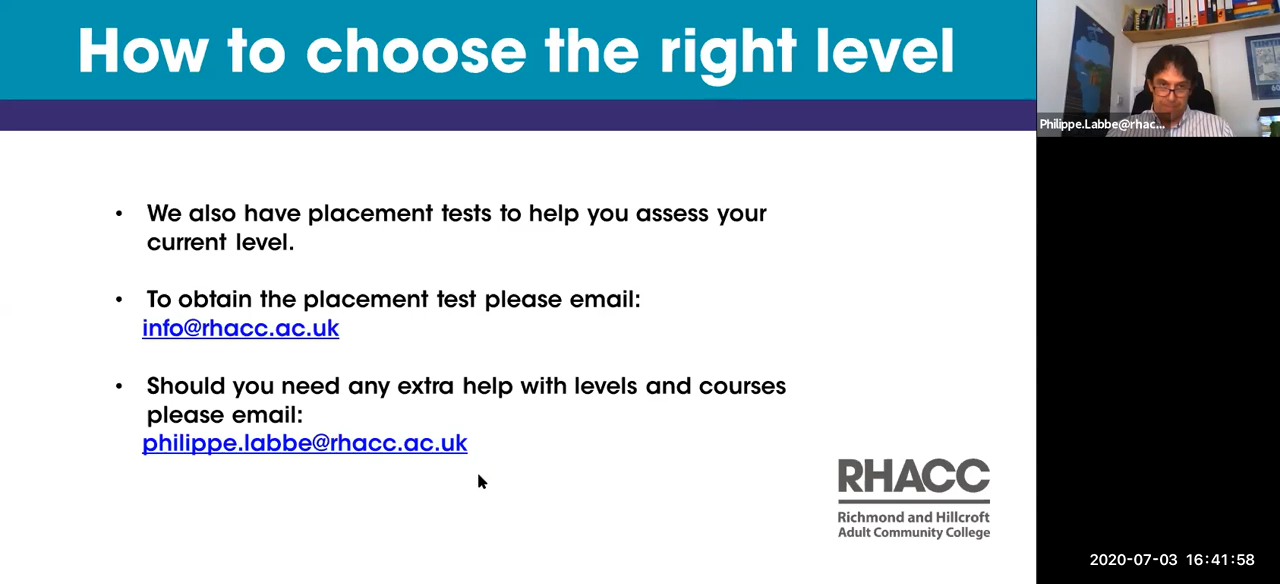 How to choose the right level
Philippe.Labbe@rhac...
• We also have placement tests to help you assess your
current level.
• To obtain the placement test please email:
info@rhacc.ac.uk
• Should you need any extra help with levels and courses
please email:
philippe.labbe@rhacc.ac.uk
RHACC
Richmond and Hillcroft
Adult Community College
2020-07-03 16:41:58